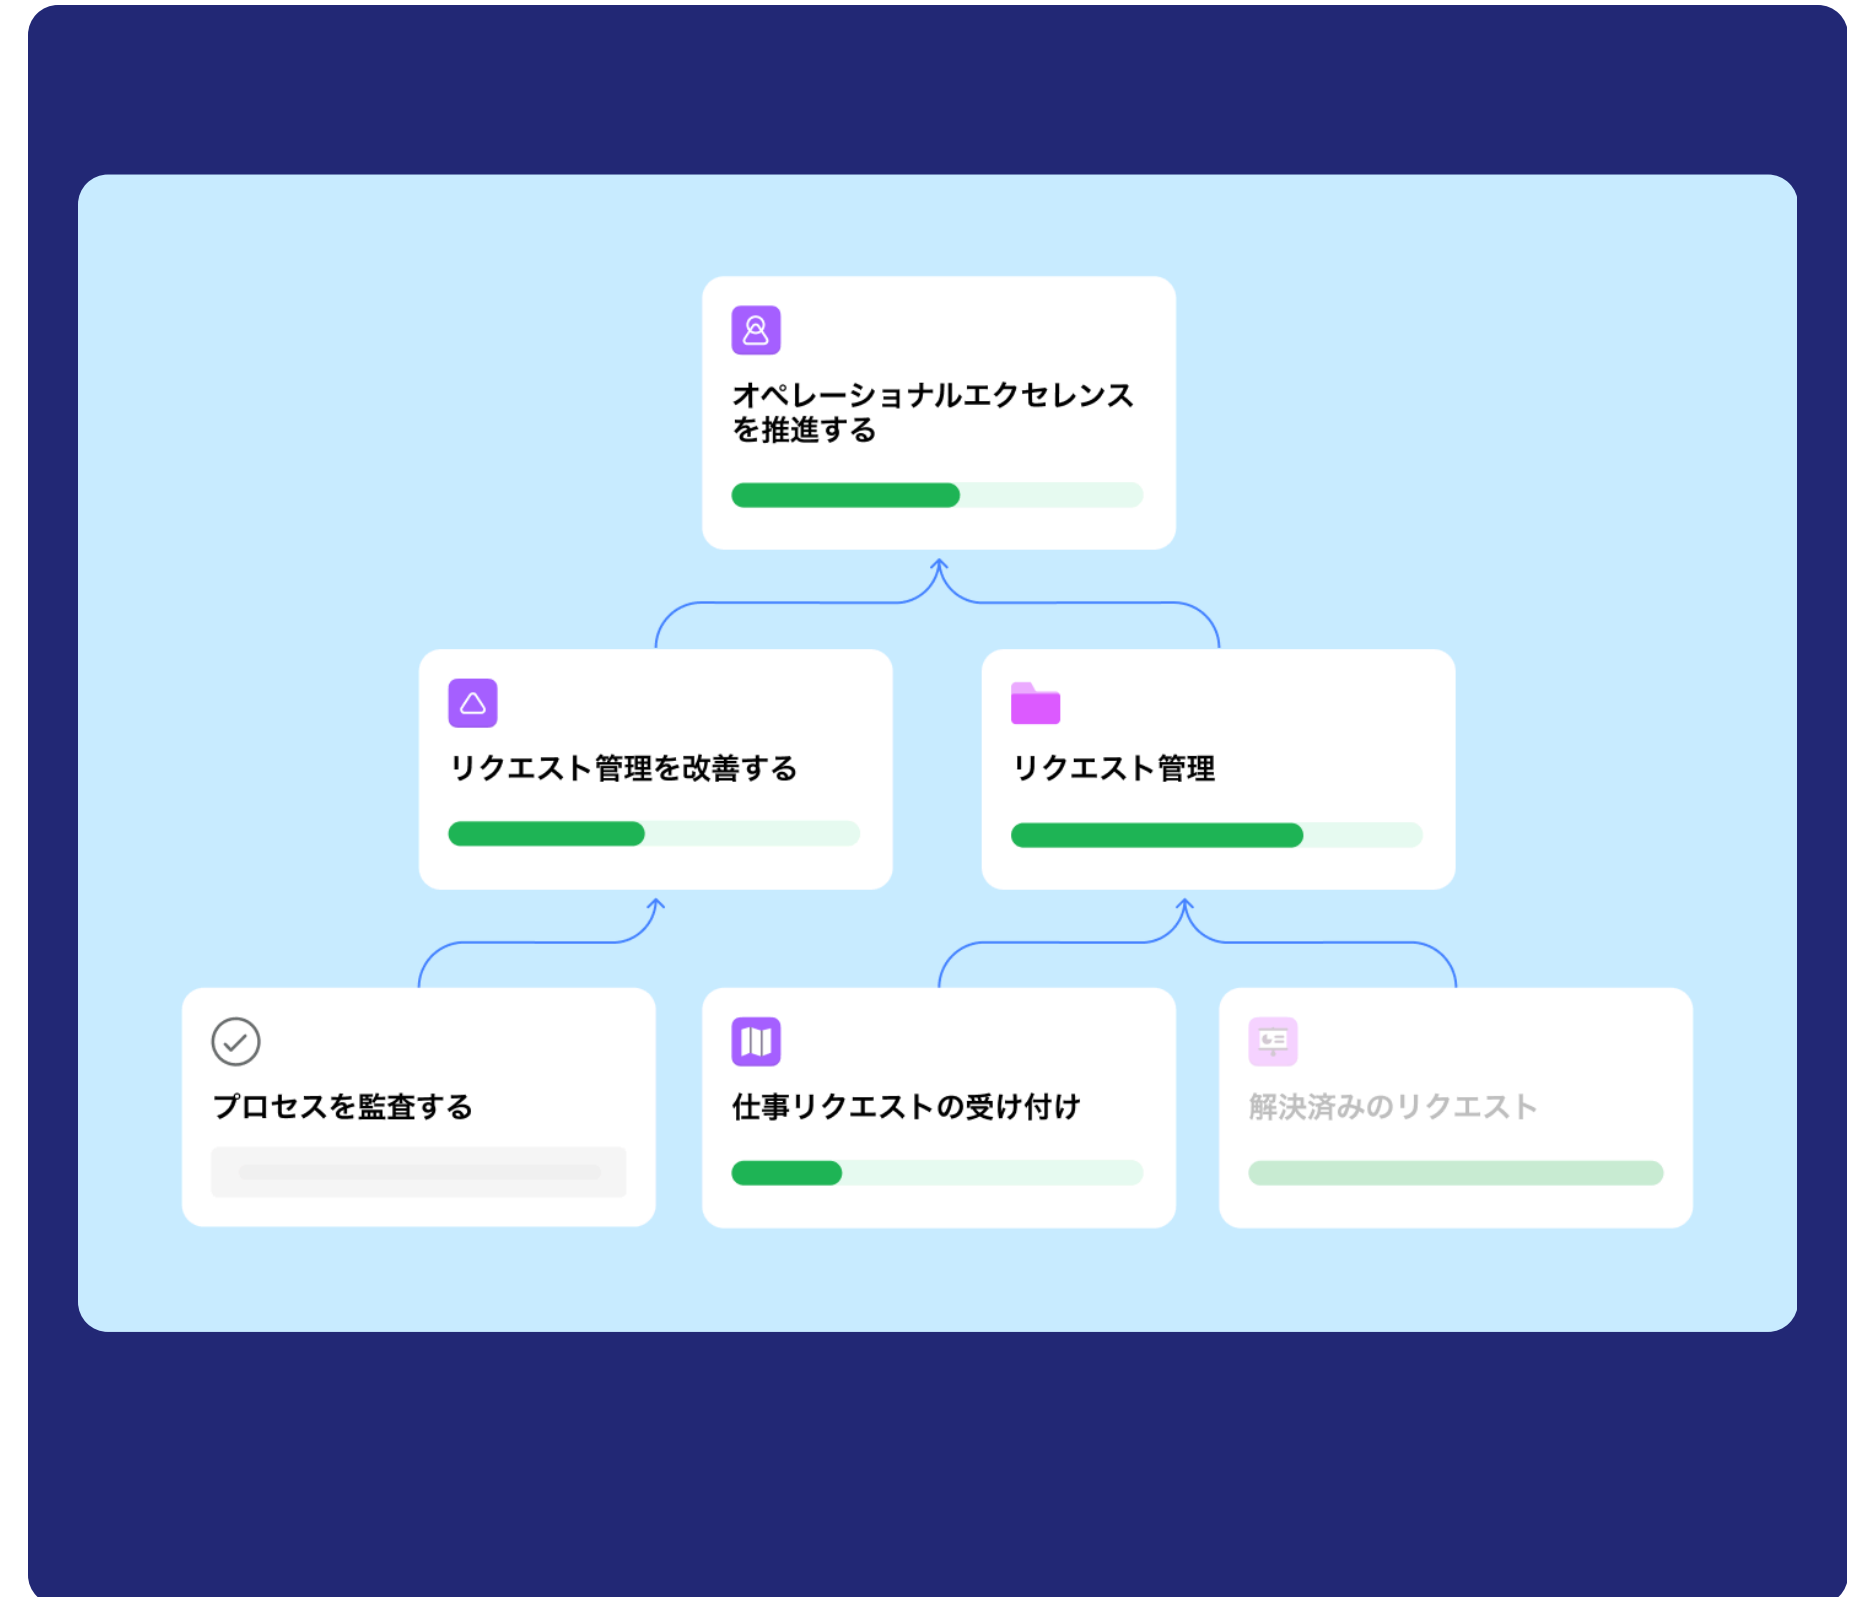 オペレーショナルエクセレンス
を推進する
リクエスト管理を改善する
リクエスト管理
プロセスを監査する
仕事リクエストの受け付け
解決済みのリクエスト